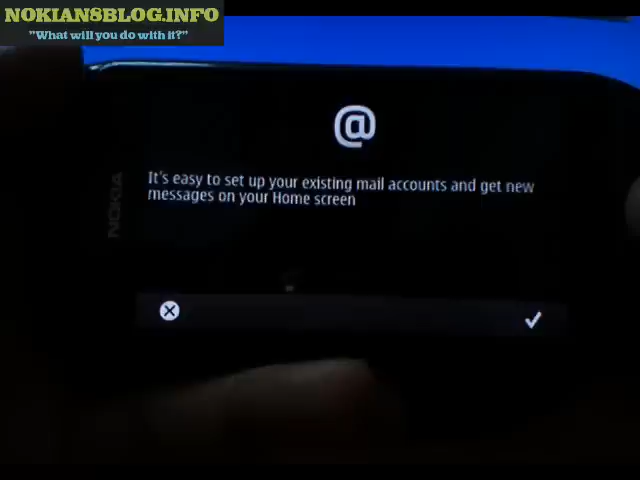 NOKIAN8BLOG.INFO
"What will you do with it?"
@
It's easy to set up your existing mail accounts and get new
messages on your Home screen
NOKIA